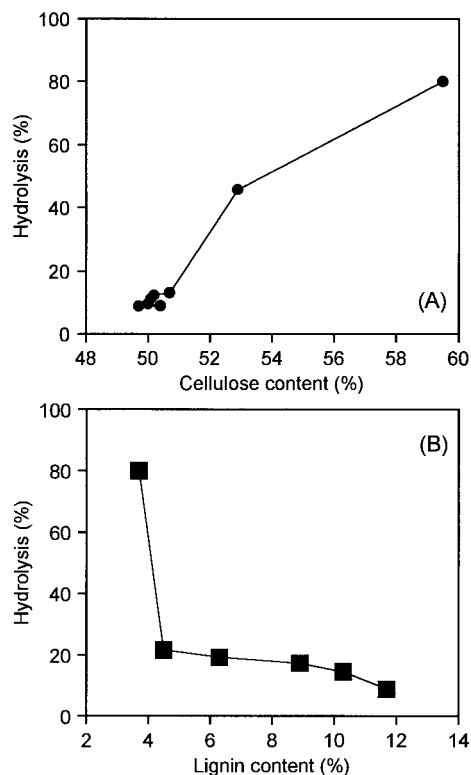 100
80
60
40
20
0
Hydrolysis (%)
(A)
48 50 52 54 56 58 60
Cellulose content (%)
100
80
60
40
20
0
Hydrolysis (%)
(B)
2 4 6 8 10 12 14
Lignin content (%)